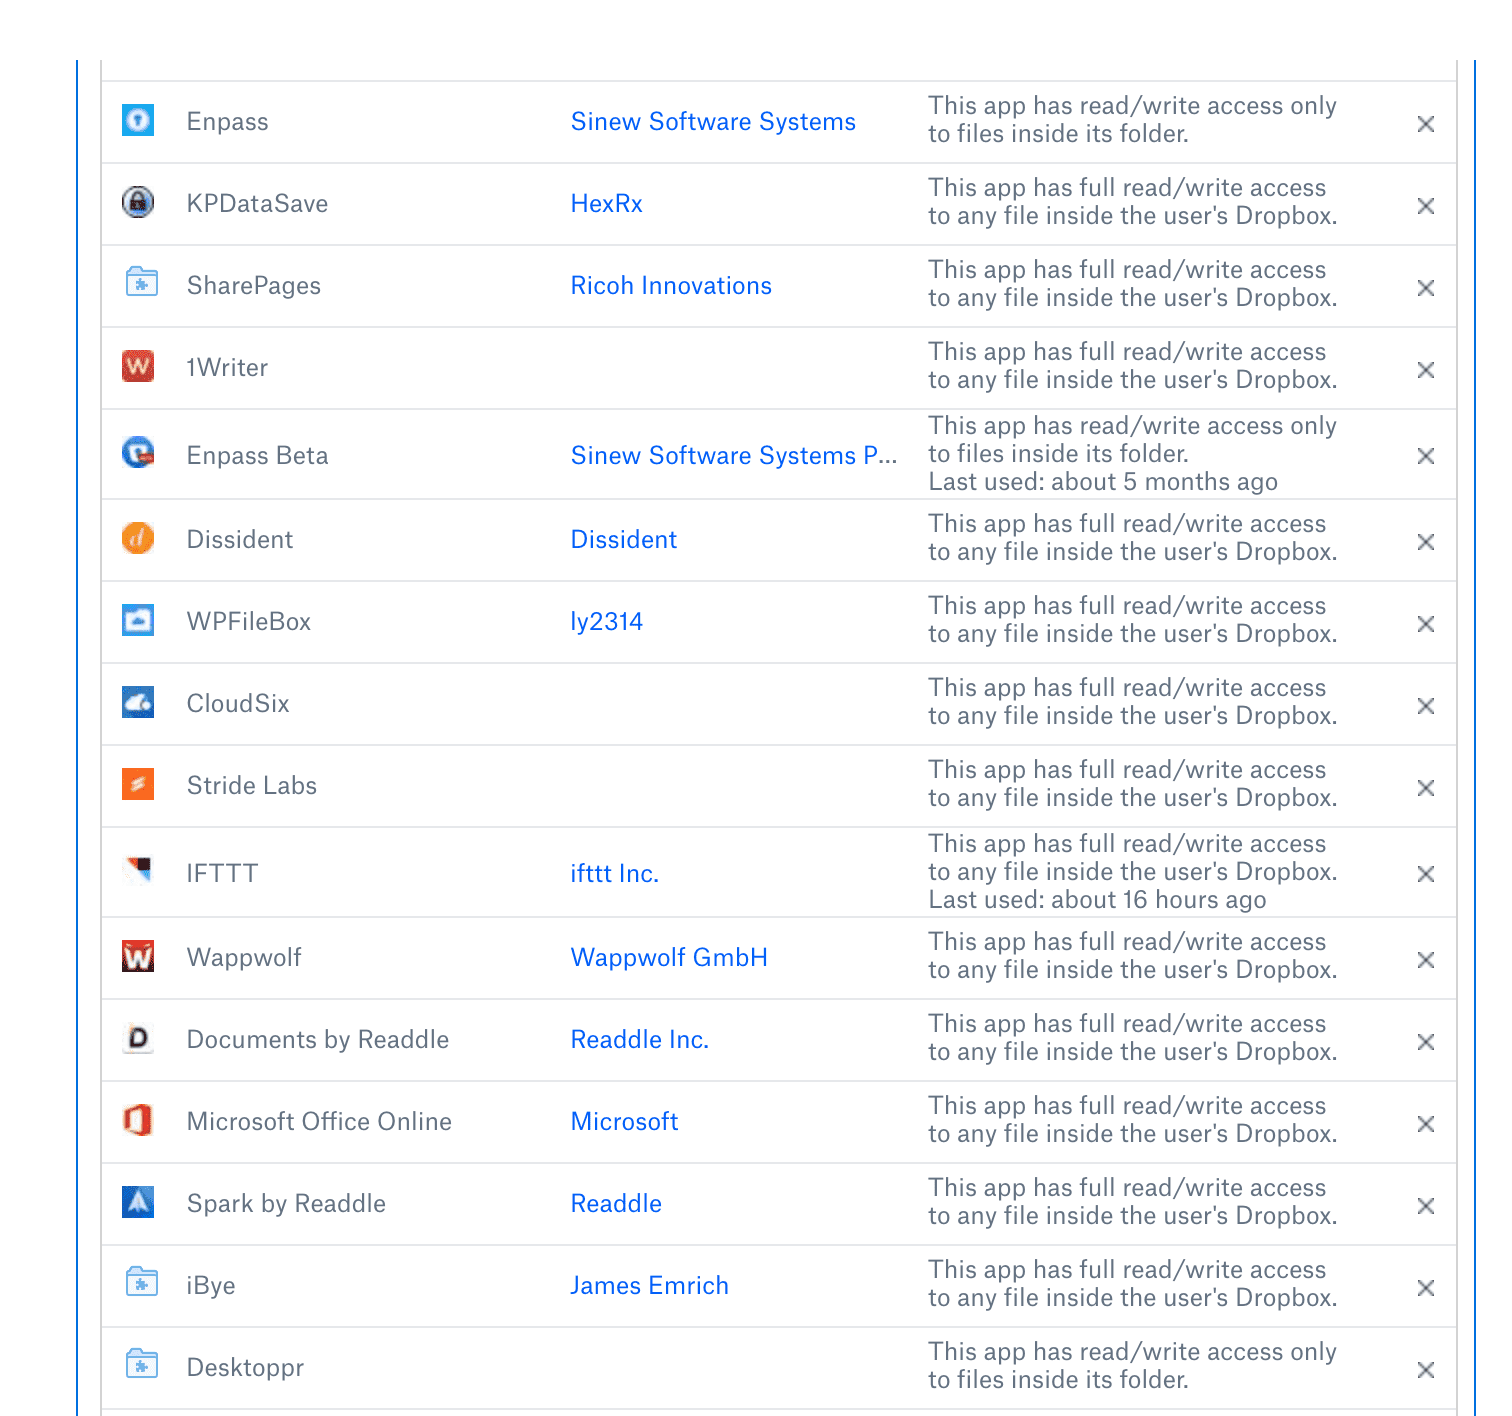 Enpass
Sinew Software Systems
This app has read/write access only
to files inside its folder.
KPDataSave
HexRx
This app has full read/write access
to any file inside the user's Dropbox.
SharePages
Ricoh Innovations
This app has full read/write access
to any file inside the user's Dropbox.
1Writer
This app has full read/write access
to any file inside the user's Dropbox.
Enpass Beta
Sinew Software Systems P...
This app has read/write access only
to files inside its folder.
Last used: about 5 months ago
Dissident
Dissident
This app has full read/write access
to any file inside the user's Dropbox.
WPFileBox
ly2314
This app has full read/write access
to any file inside the user's Dropbox.
CloudSix
This app has full read/write access
to any file inside the user's Dropbox.
Stride Labs
This app has full read/write access
to any file inside the user's Dropbox.
IFTTT
ifttt Inc.
This app has full read/write access
to any file inside the user's Dropbox.
Last used: about 16 hours ago
Wappwolf
Wappwolf GmbH
This app has full read/write access
to any file inside the user's Dropbox.
Documents by Readdle
Readdle Inc.
This app has full read/write access
to any file inside the user's Dropbox.
Microsoft Office Online
Microsoft
This app has full read/write access
to any file inside the user's Dropbox.
Spark by Readdle
Readdle
This app has full read/write access
to any file inside the user's Dropbox.
iBye
James Emrich
This app has full read/write access
to any file inside the user's Dropbox.
Desktoppr
This app has read/write access only
to files inside its folder.